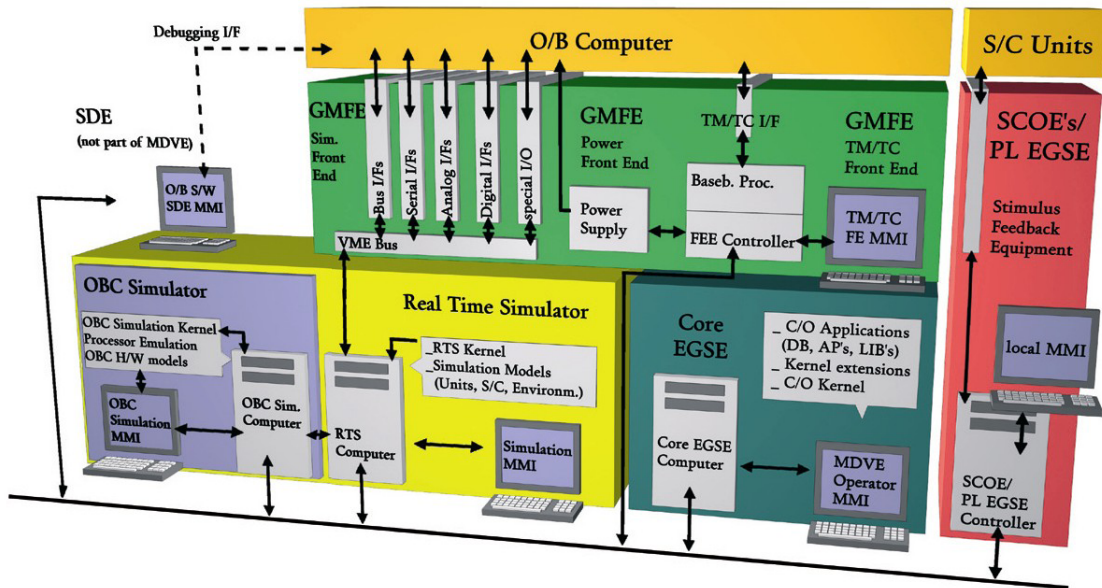 Debugging I/F
O/B Computer
S/C Units
SDE
(not part of MDVE)
GMFE
Sim.
Front
End
Bus I/Fs
Serial I/Fs
Analog I/Fs
Digital I/Fs
special I/O
GMFE
Power
Front End
TM/TC I/F
GMFE
TM/TC
Front End
SCOE's/
PL EGSE
Stimulus
Feedback
Equipment
O/B S/W
SDE MMI
VME Bus
Power
Supply
Baseb. Proc.
FEE Controller
TM/TC
FE MMI
OBC Simulator
OBC Simulation Kernel
Processor Emulation
OBC H/W models
OBC
Simulation
MMI
OBC Sim.
Computer
Real Time Simulator
_RTS Kernel
_Simulation Models
(Units, S/C, Environm.)
RTS
Computer
Simulation
MMI
Core
EGSE
_ C/O Applications
(DB, AP's, LIB's)
_ Kernel extensions
_ C/O Kernel
Core EGSE
Computer
MDVE
Operator
MMI
local MMI
SCOE/
PL EGSE
Controller